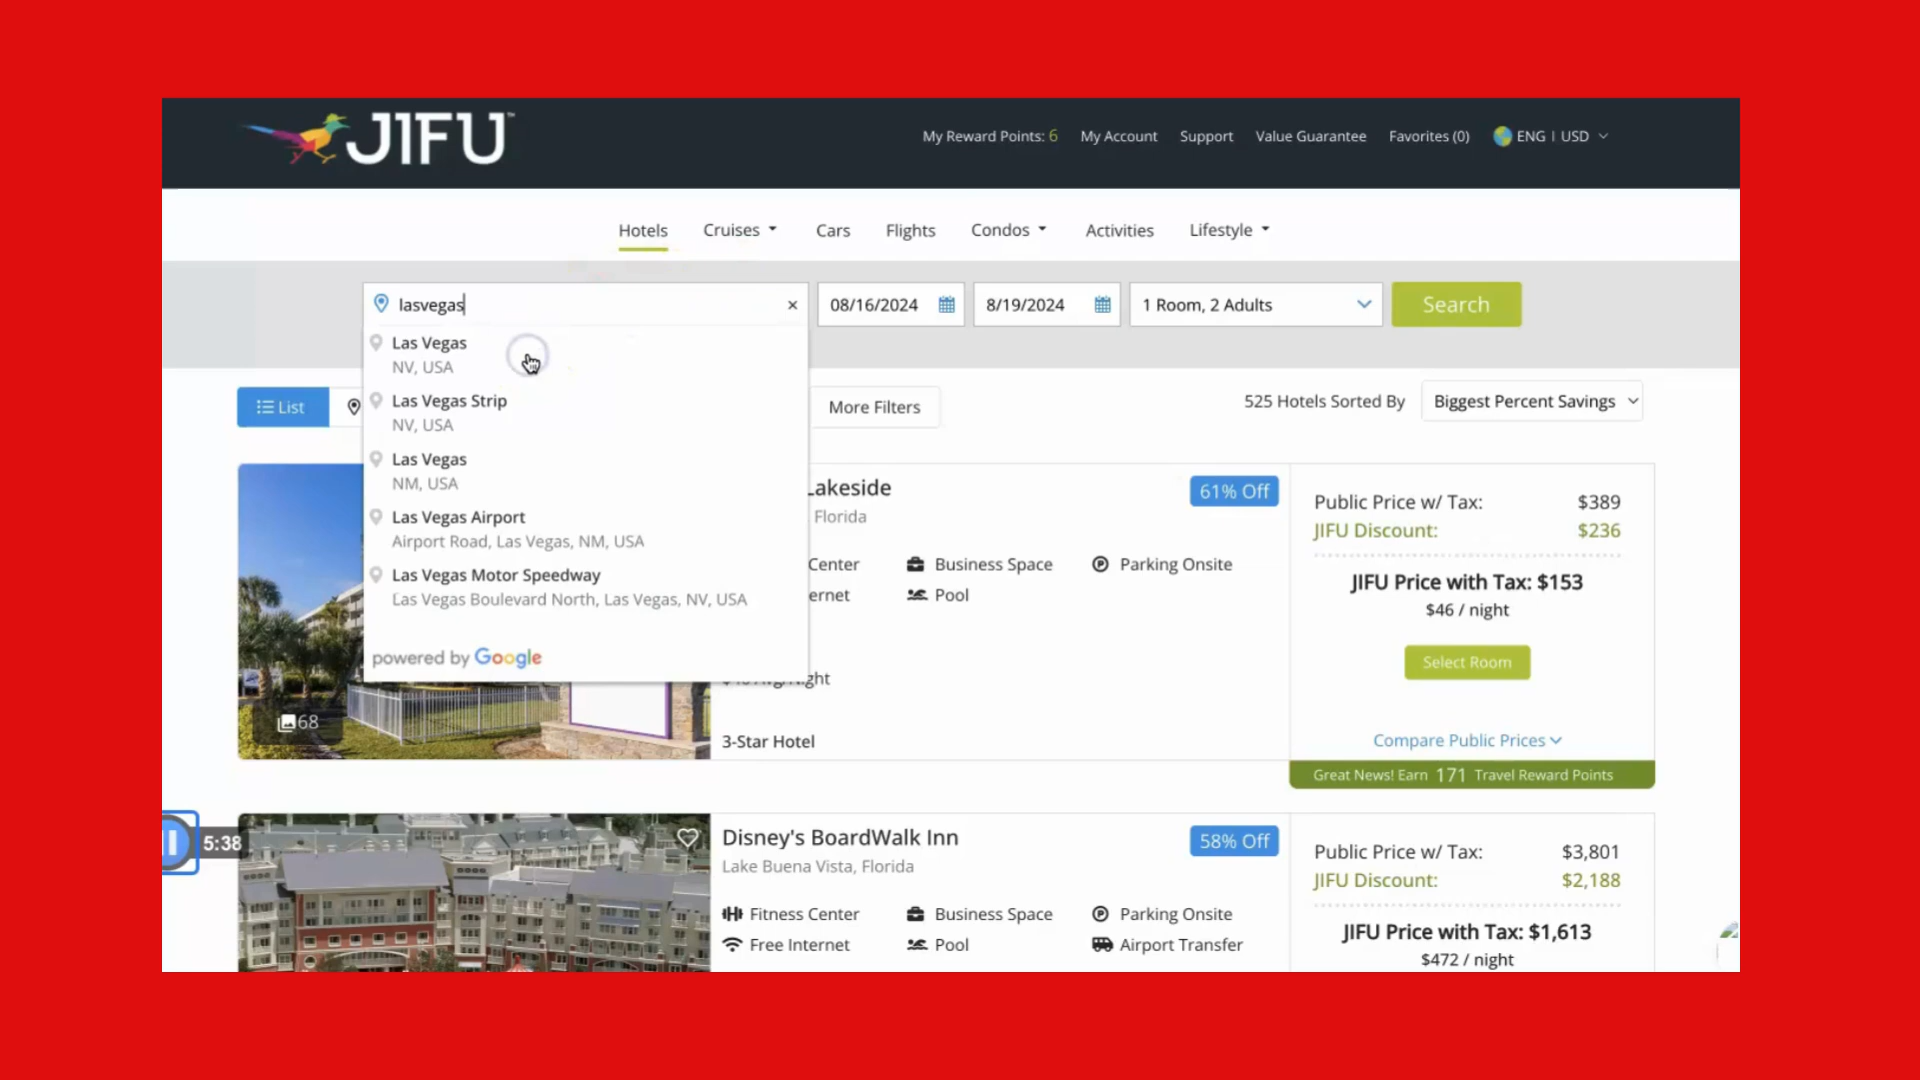 JIFU™
My Reward Points: 6 My Account Support Value Guarantee Favorites (0) ENG | USD
Hotels Cruises Cars Flights Condos Activities Lifestyle
lasvegas × 08/16/2024 8/19/2024 1 Room, 2 Adults Search
Las Vegas
NV, USA
Las Vegas Strip
NV, USA
Las Vegas
NM, USA
Las Vegas Airport
Airport Road, Las Vegas, NM, USA
Las Vegas Motor Speedway
Las Vegas Boulevard North, Las Vegas, NV, USA
powered by Google
List More Filters 525 Hotels Sorted By Biggest Percent Savings
Lakeside 61% Off
Florida
Center Business Space Parking Onsite
ernet Pool
3-Star Hotel
68
Public Price w/ Tax: $389
JIFU Discount: $236
JIFU Price with Tax: $153
$46 / night
Select Room
Compare Public Prices
Great News! Earn 171 Travel Reward Points
5:38
Disney's BoardWalk Inn 58% Off
Lake Buena Vista, Florida
Fitness Center Business Space Parking Onsite
Free Internet Pool Airport Transfer
Public Price w/ Tax: $3,801
JIFU Discount: $2,188
JIFU Price with Tax: $1,613
$472 / night